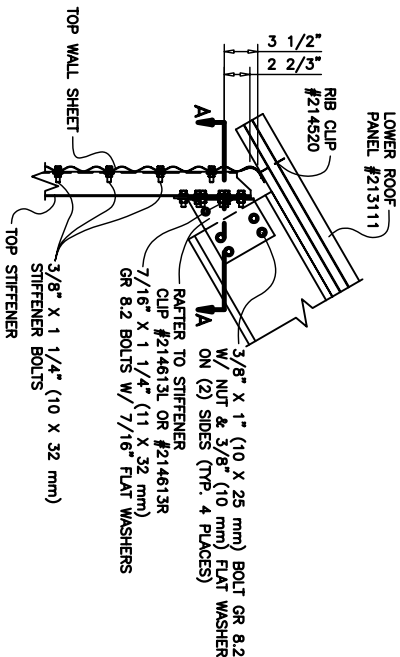 LOWER ROOF
PANEL #213111
RIB CLIP
#214520
3 1/2"
2 2/3"
A
A
TOP WALL SHEET
3/8" X 1" (10 X 25 mm) BOLT GR 8.2
W/ NUT & 3/8" (10 mm) FLAT WASHER
ON (2) SIDES (TYP. 4 PLACES)
RAFTER TO STIFFENER
CLIP #214613L OR #214613R
7/16" X 1 1/4" (11 X 32 mm)
GR 8.2 BOLTS W/ 7/16" FLAT WASHERS
3/8" X 1 1/4" (10 X 32 mm)
STIFFENER BOLTS
TOP STIFFENER